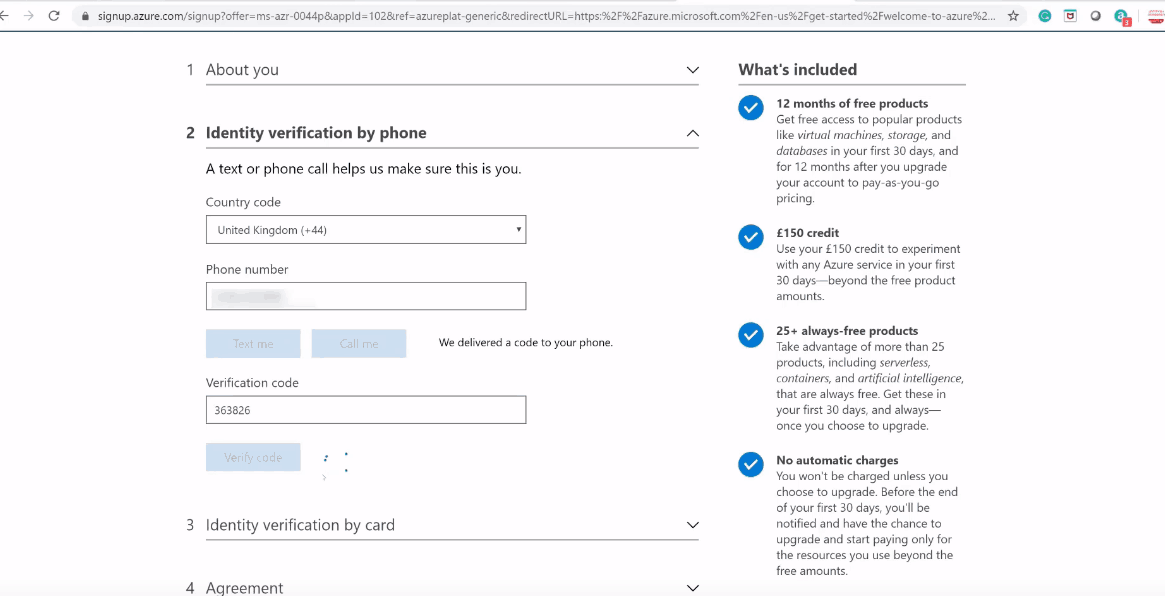 signup.azure.com/signup?offer=ms-azr-0044p&appId=102&ref=azureplat-generic&redirectURL=https:%2F%2Fazure.microsoft.com%2Fen-us%2Fget-started%2Fwelcome-to-azure%2...
1 About you
2 Identity verification by phone
A text or phone call helps us make sure this is you.
Country code
United Kingdom (+44)
Phone number
Text me Call me We delivered a code to your phone.
Verification code
363826
Verify code
3 Identity verification by card
4 Agreement
What's included
12 months of free products
Get free access to popular products
like virtual machines, storage, and
databases in your first 30 days, and
for 12 months after you upgrade
your account to pay-as-you-go
pricing.
£150 credit
Use your £150 credit to experiment
with any Azure service in your first
30 days—beyond the free product
amounts.
25+ always-free products
Take advantage of more than 25
products, including serverless,
containers, and artificial intelligence,
that are always free. Get these in
your first 30 days, and always—
once you choose to upgrade.
No automatic charges
You won't be charged unless you
choose to upgrade. Before the end
of your first 30 days, you'll be
notified and have the chance to
upgrade and start paying only for
the resources you use beyond the
free amounts.